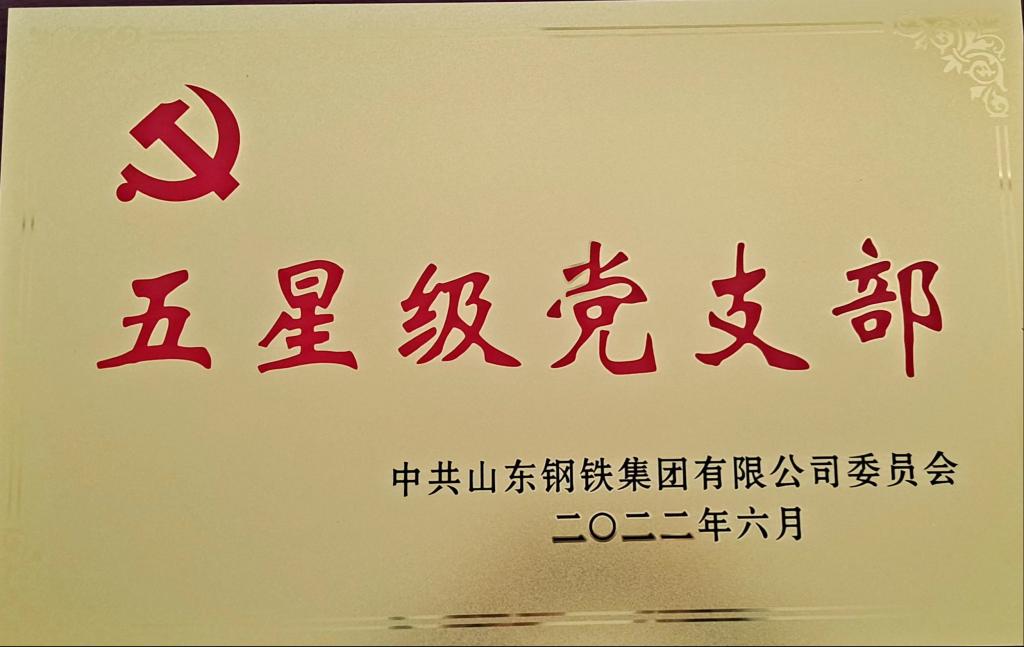 五星级党支部
中共山东钢铁集团有限公司委员会
二〇二二年六月